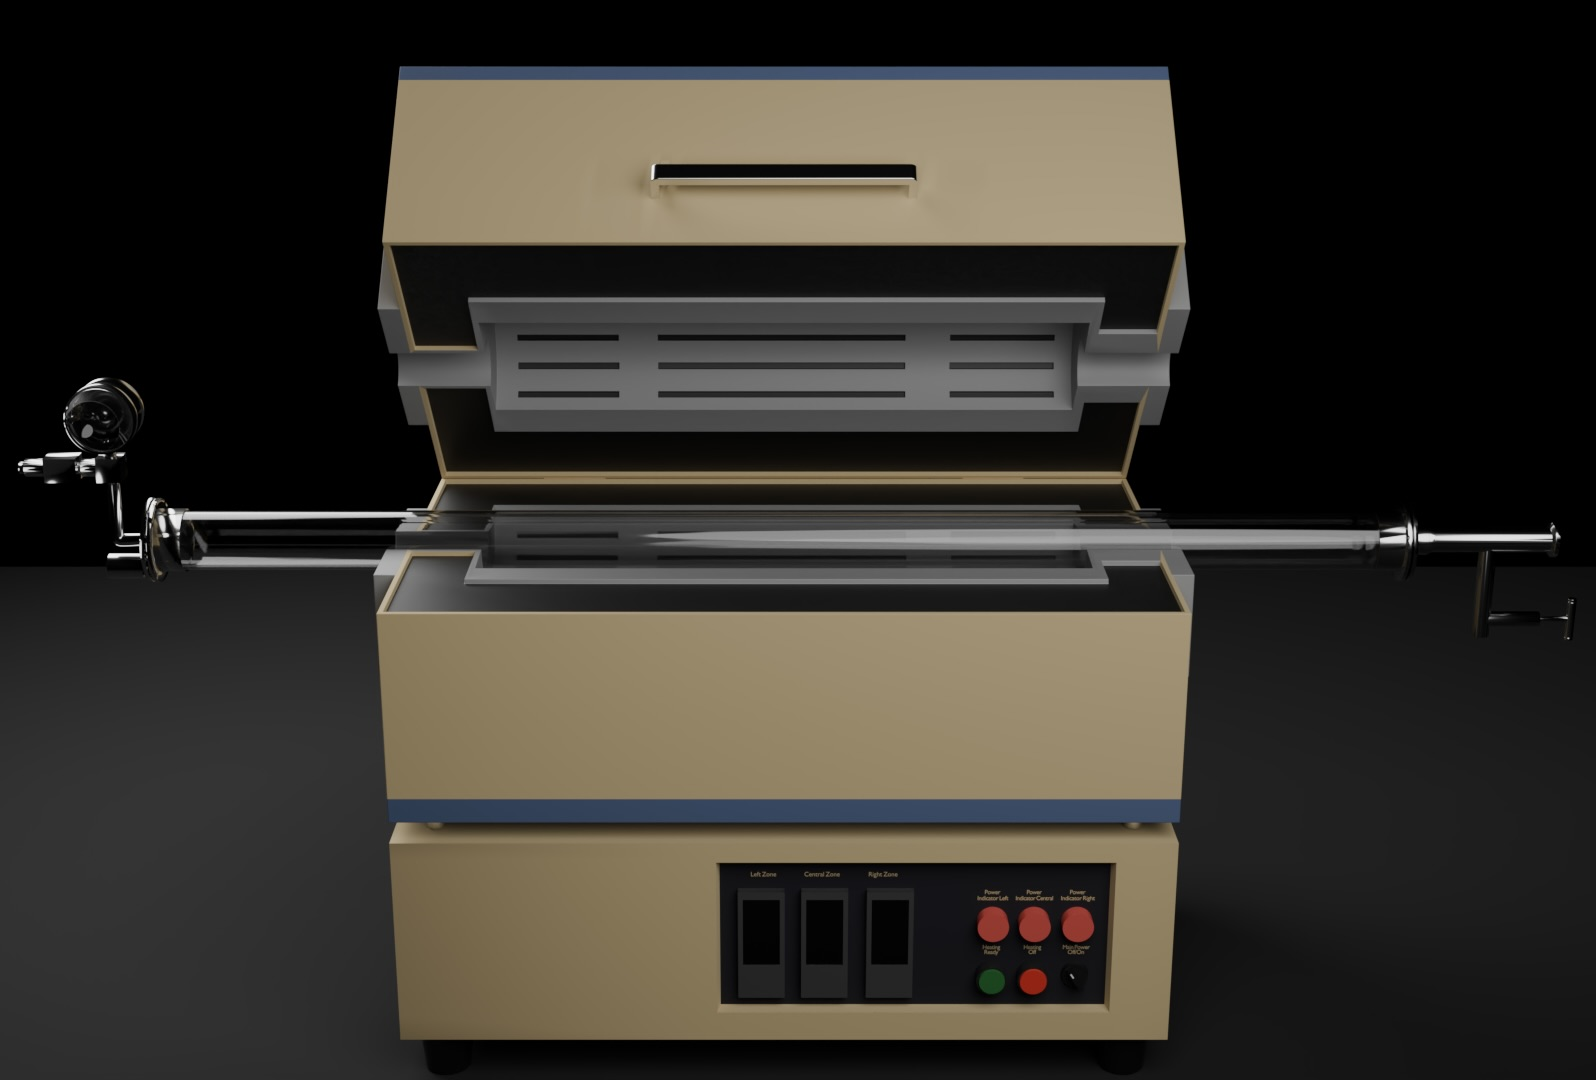 Left Zone
Central Zone
Right Zone
Power
Indicator Left
Power
Indicator Central
Power
Indicator Right
Heating
Ready
Heating
Off
Main Power
Off/On